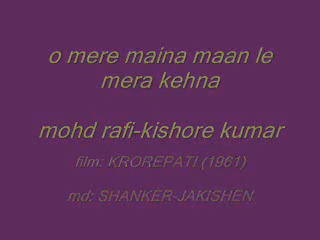 o mere maina maan le
mera kehna
mohd rafi-kishore kumar
film: KROREPATI (1961)
md: SHANKER-JAKISHEN.